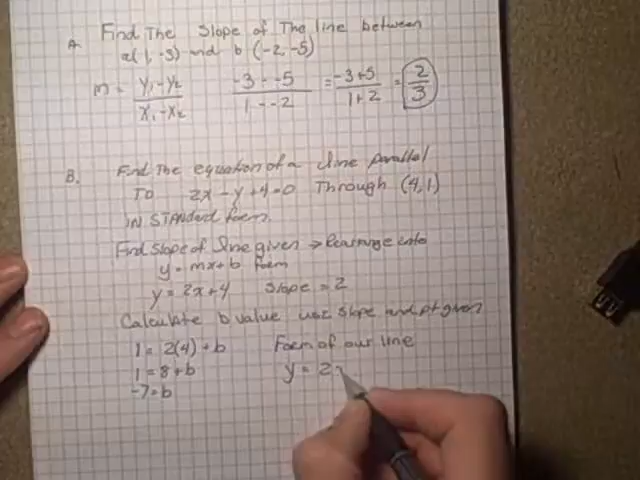 A. Find The Slope of The line between
a(1,-3) and b(-2,-5)
m = y₁-y₂ / x₁-x₂   -3--5 / 1--2 = -3+5 / 1+2 = 2/3
B. Find The equation of a line parallel
TO 2x-y+4=0 Through (4,1)
IN STANDARD form.
Find slope of line given → Rearrange into
y=mx+b form
y=2x+4 slope = 2
Calculate b value use slope and pt given
1 = 2(4)+b
1 = 8+b
-7=b
Form of our line
y = 2x